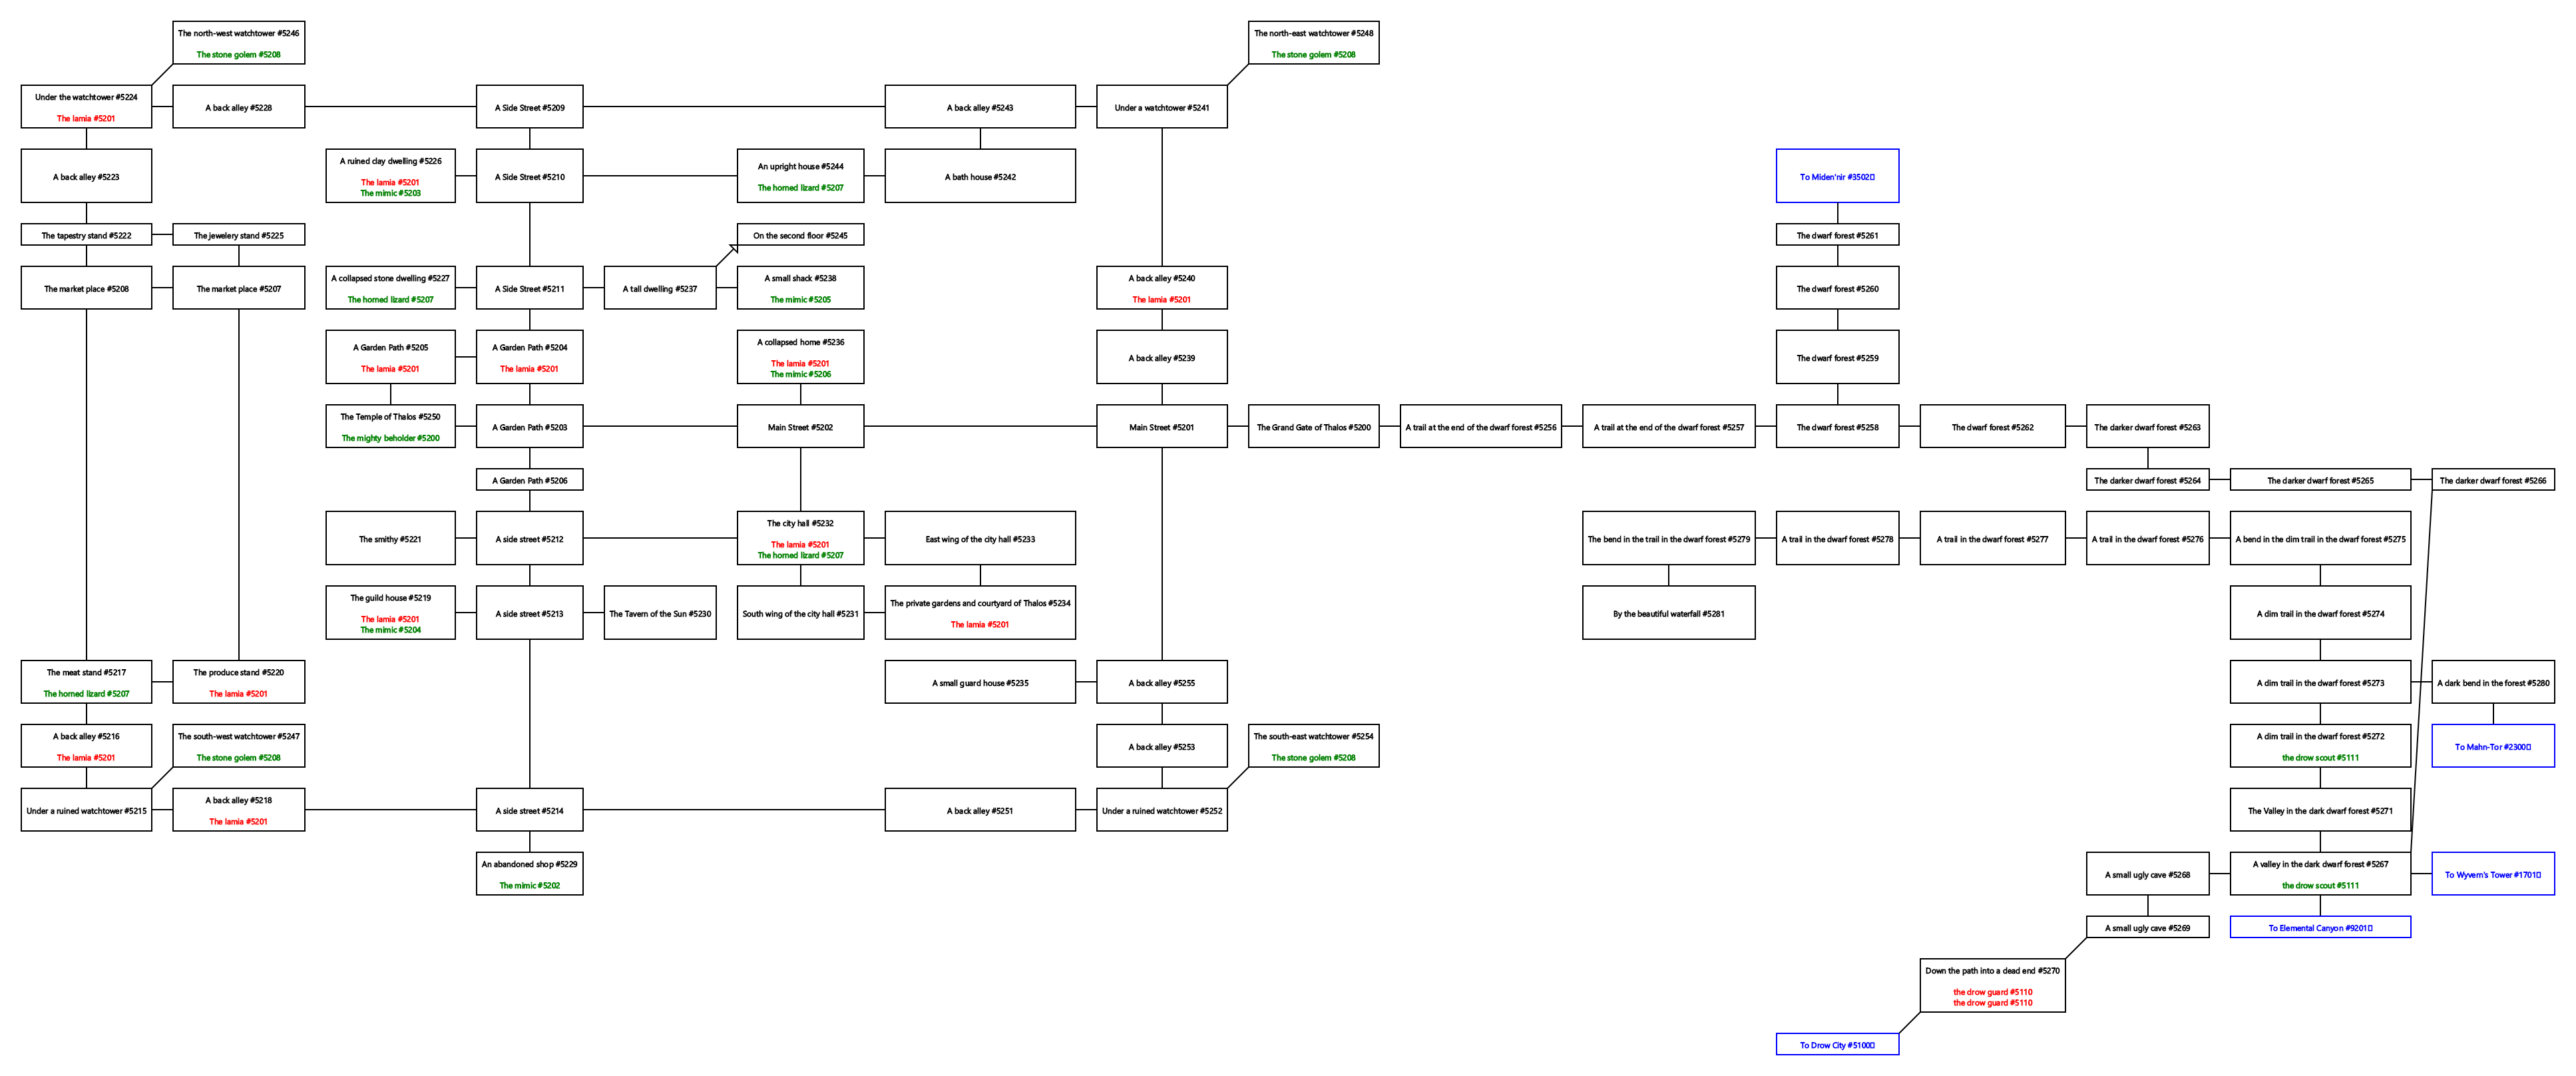 The north-west watchtower #5246
The stone golem #5208
The north-east watchtower #5248
The stone golem #5208
Under the watchtower #5224
The lamia #5201
A back alley #5228
A Side Street #5209
A back alley #5243
Under a watchtower #5241
A back alley #5223
A ruined clay dwelling #5226
The lamia #5201
The mimic #5203
A Side Street #5210
An upright house #5244
The horned lizard #5207
A bath house #5242
To Miden'nir #3502
The tapestry stand #5222
The jewelery stand #5225
On the second floor #5245
The dwarf forest #5261
The market place #5208
The market place #5207
A collapsed stone dwelling #5227
The horned lizard #5207
A Side Street #5211
A tall dwelling #5237
A small shack #5238
The mimic #5205
A back alley #5240
The lamia #5201
The dwarf forest #5260
A Garden Path #5205
The lamia #5201
A Garden Path #5204
The lamia #5201
A collapsed home #5236
The lamia #5201
The mimic #5206
A back alley #5239
The dwarf forest #5259
The Temple of Thalos #5250
The mighty beholder #5200
A Garden Path #5203
Main Street #5202
Main Street #5201
The Grand Gate of Thalos #5200
A trail at the end of the dwarf forest #5256
A trail at the end of the dwarf forest #5257
The dwarf forest #5258
The dwarf forest #5262
The darker dwarf forest #5263
A Garden Path #5206
The darker dwarf forest #5264
The darker dwarf forest #5265
The darker dwarf forest #5266
The smithy #5221
A side street #5212
The city hall #5232
The lamia #5201
The horned lizard #5207
East wing of the city hall #5233
The bend in the trail in the dwarf forest #5279
A trail in the dwarf forest #5278
A trail in the dwarf forest #5277
A trail in the dwarf forest #5276
A bend in the dim trail in the dwarf forest #5275
The guild house #5219
The lamia #5201
The mimic #5204
A side street #5213
The Tavern of the Sun #5230
South wing of the city hall #5231
The private gardens and courtyard of Thalos #5234
The lamia #5201
By the beautiful waterfall #5281
A dim trail in the dwarf forest #5274
The meat stand #5217
The horned lizard #5207
The produce stand #5220
The lamia #5201
A small guard house #5235
A back alley #5255
A dim trail in the dwarf forest #5273
A dark bend in the forest #5280
A back alley #5216
The lamia #5201
The south-west watchtower #5247
The stone golem #5208
A back alley #5253
The south-east watchtower #5254
The stone golem #5208
A dim trail in the dwarf forest #5272
the drow scout #5111
To Mahn-Tor #2300
Under a ruined watchtower #5215
A back alley #5218
The lamia #5201
A side street #5214
A back alley #5251
Under a ruined watchtower #5252
The Valley in the dark dwarf forest #5271
An abandoned shop #5229
The mimic #5202
A small ugly cave #5268
A valley in the dark dwarf forest #5267
the drow scout #5111
To Wyvern's Tower #1701
A small ugly cave #5269
To Elemental Canyon #9201
Down the path into a dead end #5270
the drow guard #5110
the drow guard #5110
To Drow City #5100